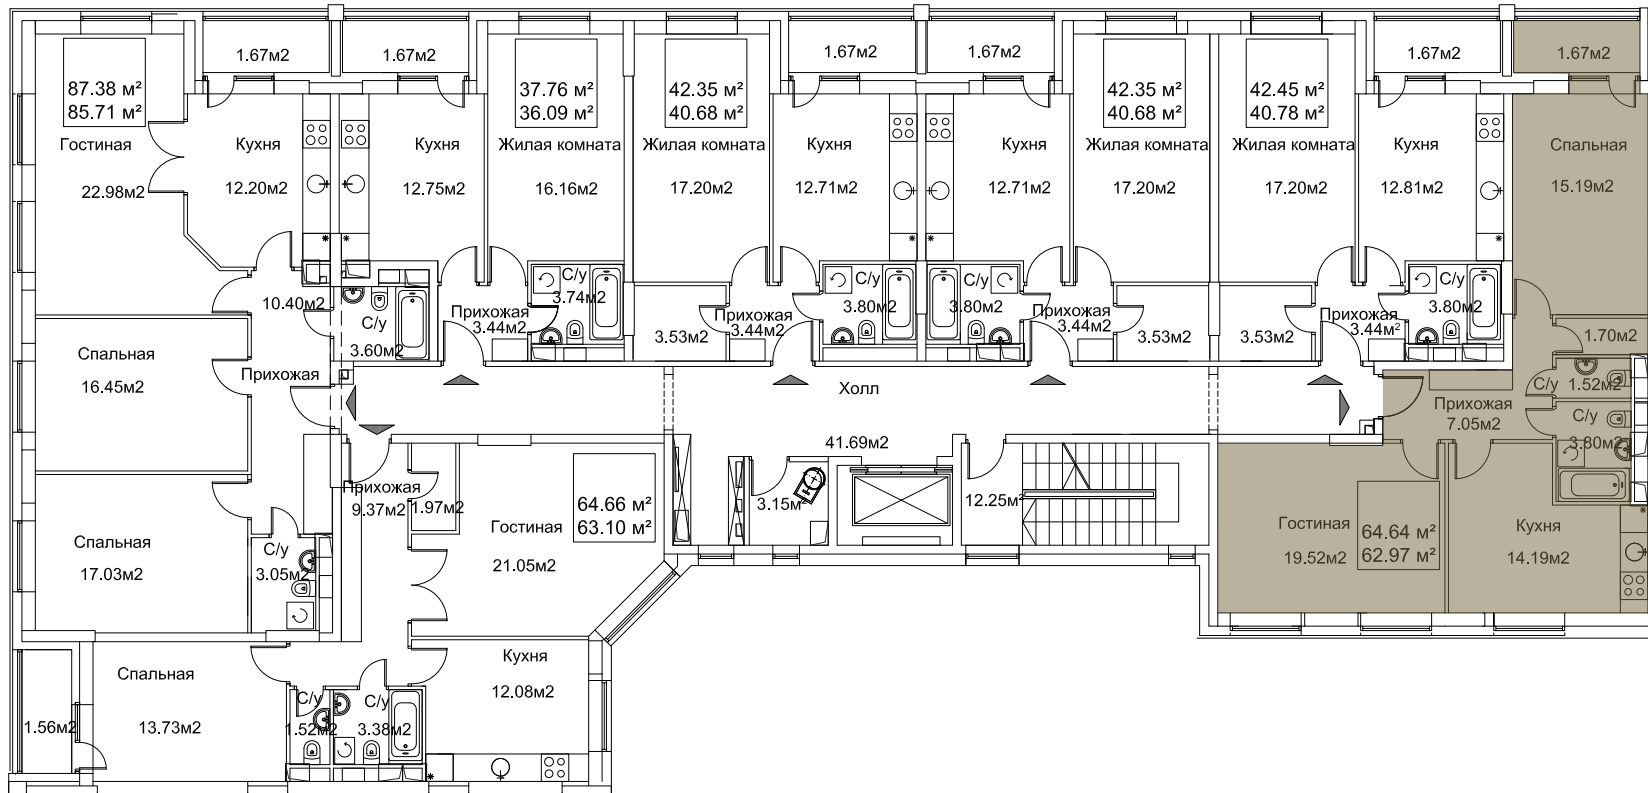 1.67м2
1.67м2
1.67м2
1.67м2
1.67м2
1.67м2
87.38 м²
85.71 м²
37.76 м²
36.09 м²
42.35 м²
40.68 м²
42.35 м²
40.68 м²
42.45 м²
40.78 м²
Гостиная
22.98м2
Кухня
12.20м2
Кухня
12.75м2
Жилая комната
16.16м2
Жилая комната
17.20м2
Кухня
12.71м2
Кухня
12.71м2
Жилая комната
17.20м2
Жилая комната
17.20м2
Кухня
12.81м2
Спальная
15.19м2
10.40м2
С/у
3.60м2
Прихожая
3.44м2
С/у
3.74м2
3.53м2
Прихожая
3.44м2
С/у
3.80м2
С/у
3.80м2
Прихожая
3.44м2
3.53м2
3.53м2
Прихожая
3.44м²
С/у
3.80м2
1.70м2
Спальная
16.45м2
Прихожая
Холл
41.69м2
С/у
1.52м2
Прихожая
7.05м2
С/у
3.80м2
Прихожая
9.37м2
1.97м2
Гостиная
21.05м2
64.66 м²
63.10 м²
3.15м²
12.25м²
Гостиная
19.52м2
64.64 м²
62.97 м²
Кухня
14.19м2
Спальная
17.03м2
С/у
3.05м2
Спальная
13.73м2
1.56м2
С/у
1.52м2
С/у
3.38м2
Кухня
12.08м2